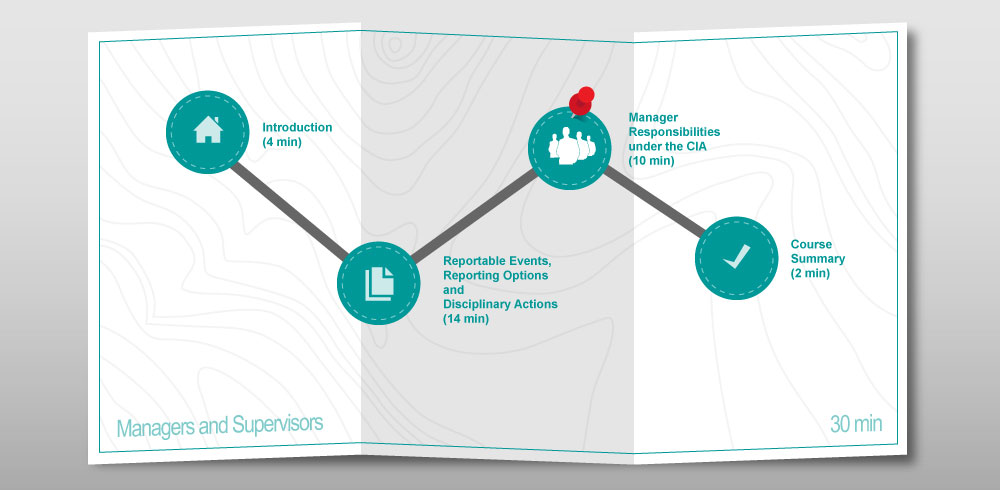 Introduction
(4 min)
Reportable Events,
Reporting Options
and
Disciplinary Actions
(14 min)
Manager
Responsibilities
under the CIA
(10 min)
Course
Summary
(2 min)
Managers and Supervisors
30 min